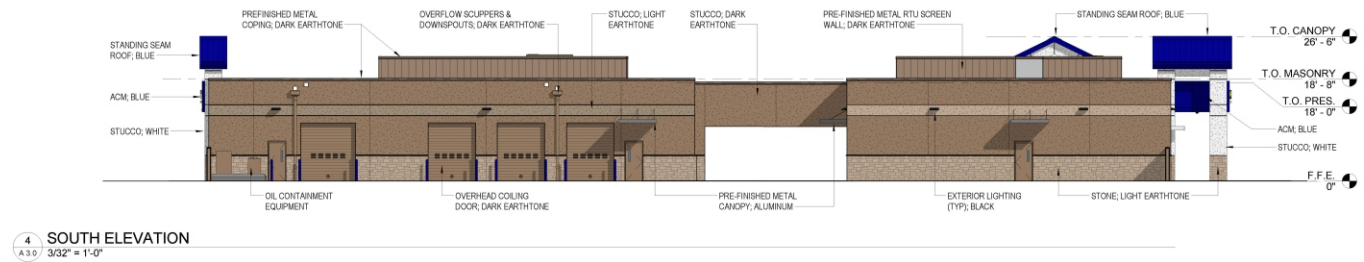 PREFINISHED METAL
COPING; DARK EARTHTONE
OVERFLOW SCUPPERS &
DOWNSPOUTS; DARK EARTHTONE
STUCCO; LIGHT
EARTHTONE
STUCCO; DARK
EARTHTONE
PRE-FINISHED METAL RTU SCREEN
WALL; DARK EARTHTONE
STANDING SEAM ROOF; BLUE
T.O. CANOPY
26' - 6"
STANDING SEAM
ROOF; BLUE
T.O. MASONRY
18' - 8"
ACM; BLUE
T.O. PRES.
18' - 0"
STUCCO; WHITE
ACM; BLUE
STUCCO; WHITE
F.F.E.
0"
OIL CONTAINMENT
EQUIPMENT
OVERHEAD COILING
DOOR; DARK EARTHTONE
PRE-FINISHED METAL
CANOPY; ALUMINUM
EXTERIOR LIGHTING
(TYP); BLACK
STONE; LIGHT EARTHTONE
4
A 3.0
SOUTH ELEVATION
3/32" = 1'-0"